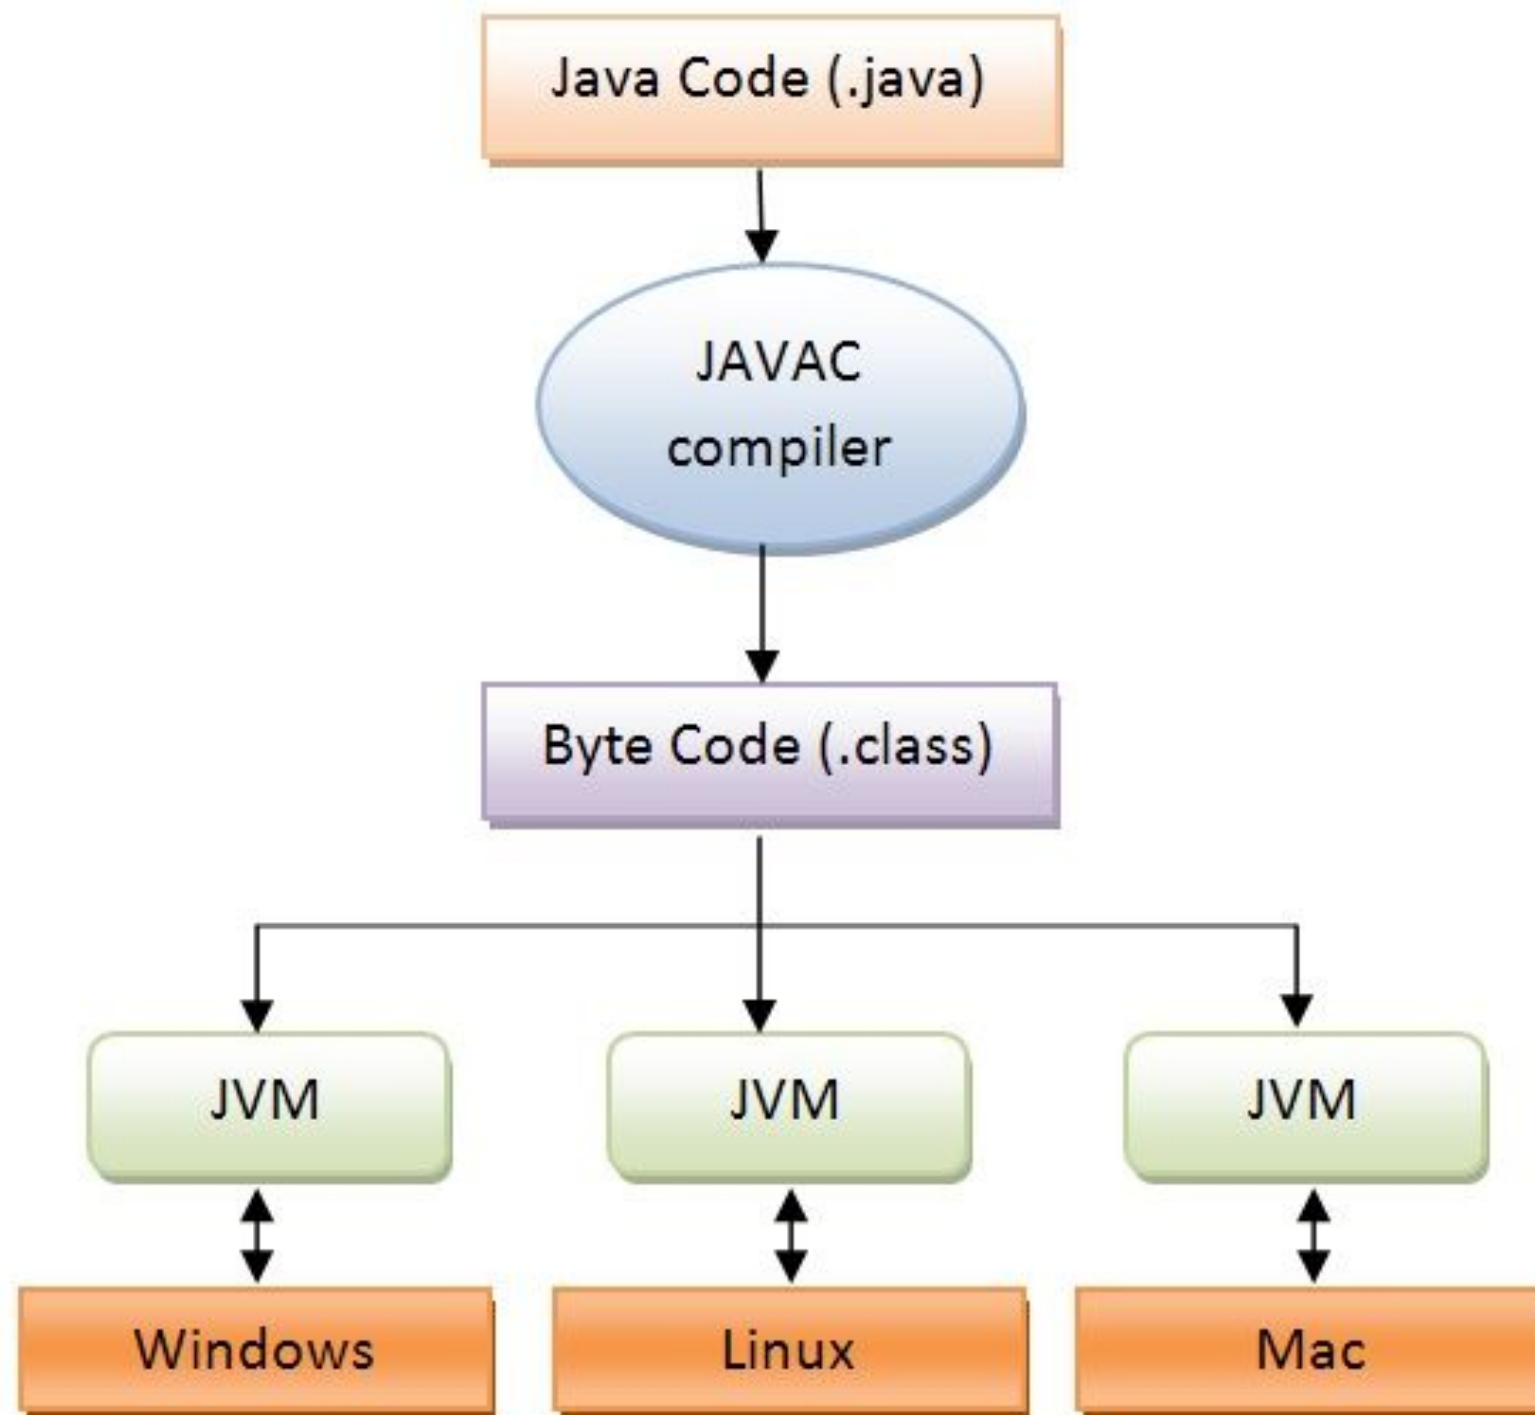 Java Code (.java)
JAVAC
compiler
Byte Code (.class)
JVM
JVM
JVM
Windows
Linux
Mac